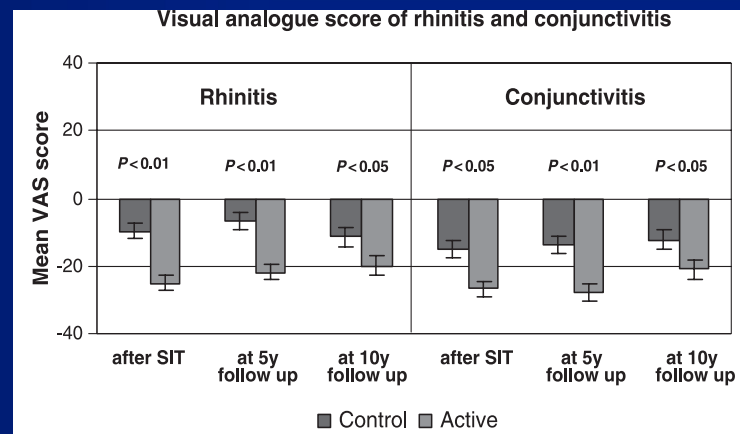 Visual analogue score of rhinitis and conjunctivitis
Mean VAS score
40
20
0
-20
-40
Rhinitis
Conjunctivitis
P<0.01 P<0.01 P<0.05 P<0.05 P<0.01 P<0.05
after SIT at 5y at 10y after SIT at 5y at 10y
follow up follow up follow up follow up
Control Active